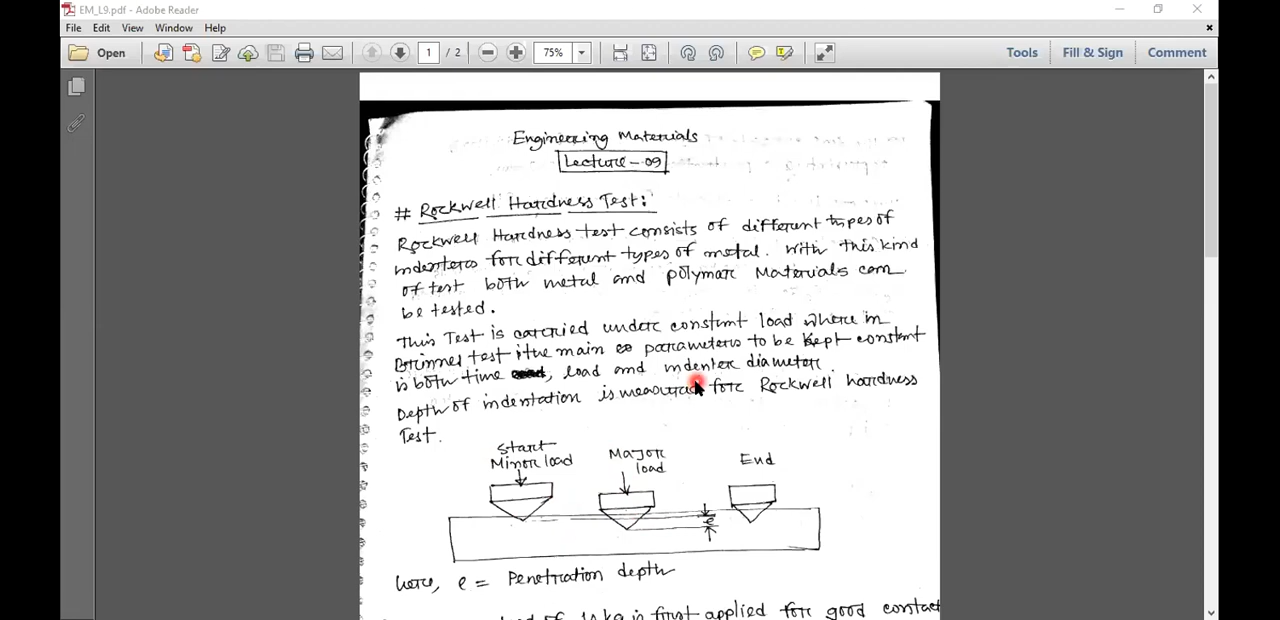 EM_L9.pdf - Adobe Reader
File Edit View Window Help
Open 1 / 2 75% Tools Fill & Sign Comment
Engineering Materials
Lecture - 09
# Rockwell Hardness Test:
Rockwell Hardness test consists of different types of
indenters for different types of metal. With this kind
of test both metal and polymar Materials can
be tested.
This Test is carried under constant load where in
Brinnel test, the main parameters to be kept constant
is both time, load and indenter diameter
Depth of indentation is measured for Rockwell hardness
Test.
Start
Minor load
Major
load
End
e
here, e = Penetration depth
load of 10 kg is first applied for good contact